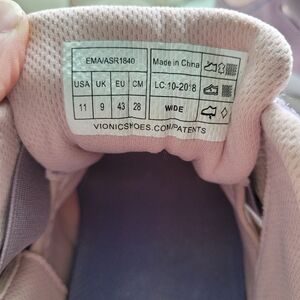 EMA/ASR1840 Made in China
USA UK EU CM LC:10-2018
11 9 43 28 WIDE
VIONICSHOES.COM/PATENTS